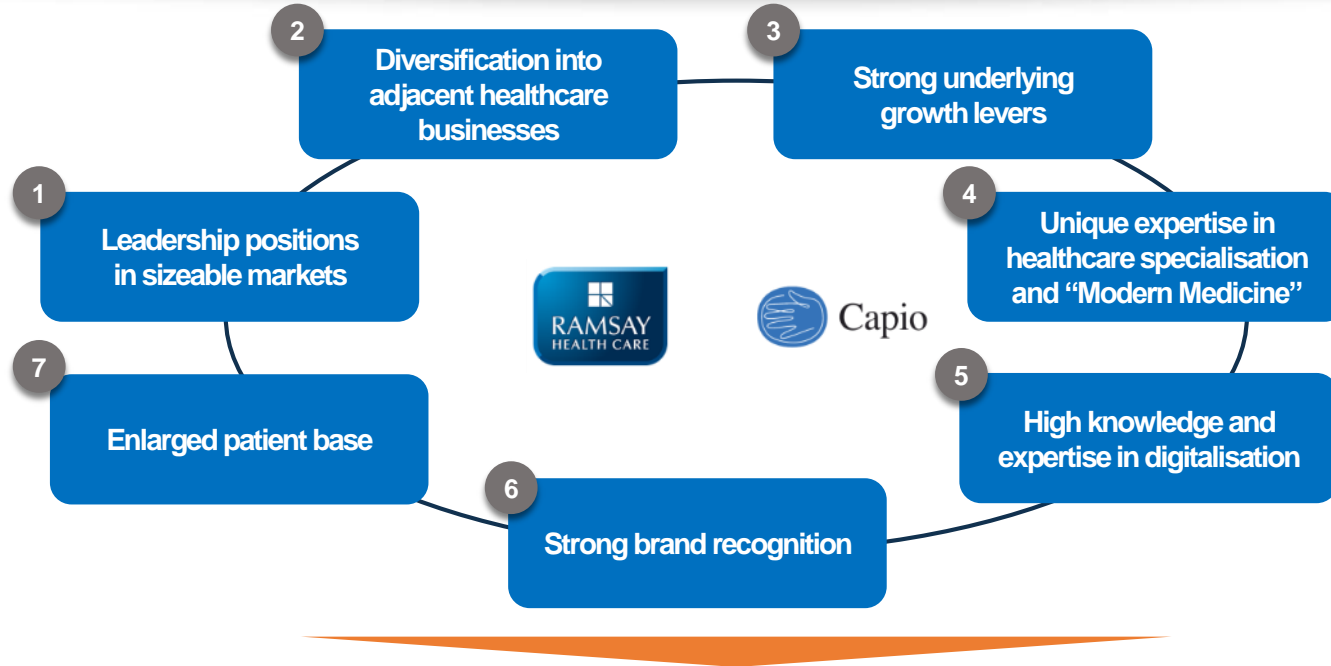 1
Leadership positions
in sizeable markets
2
Diversification into
adjacent healthcare
businesses
3
Strong underlying
growth levers
4
Unique expertise in
healthcare specialisation
and “Modern Medicine”
5
High knowledge and
expertise in digitalisation
6
Strong brand recognition
7
Enlarged patient base
RAMSAY
HEALTH CARE
Capio